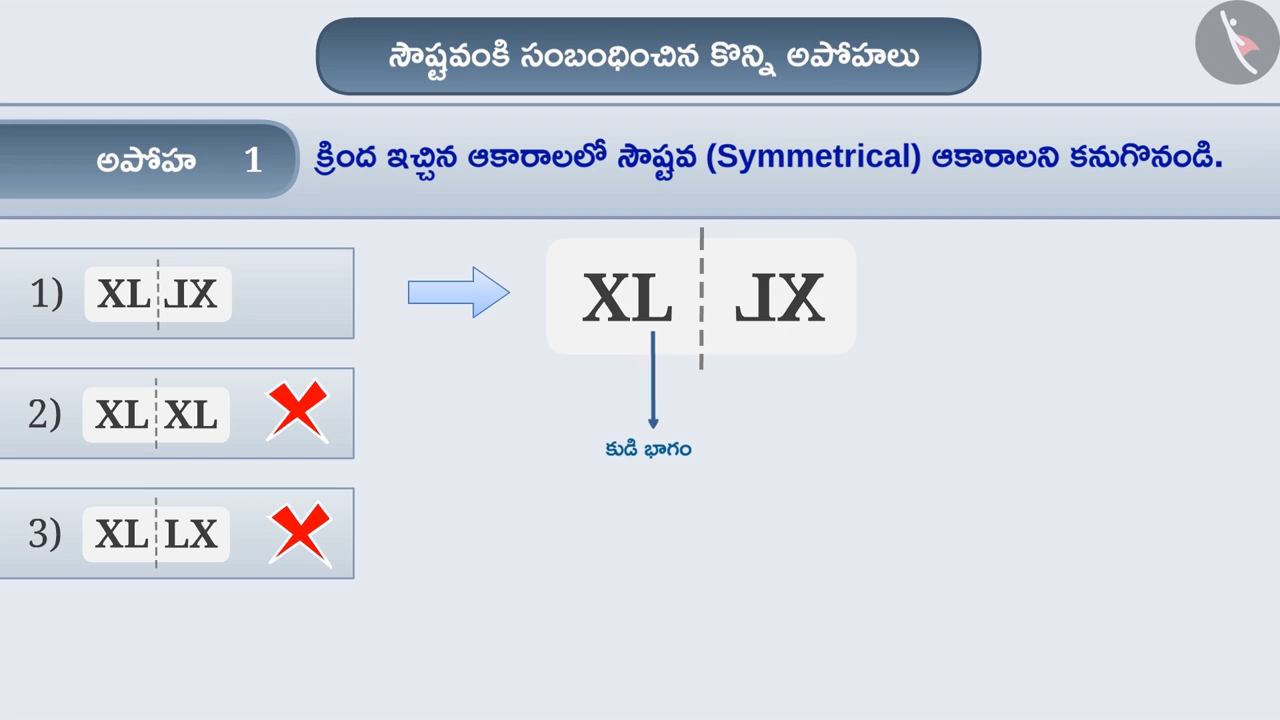 సౌష్టవంకి సంబంధించిన కొన్ని అపోహలు
అపోహ 1
క్రింద ఇచ్చిన ఆకారాలలో సౌష్టవ (Symmetrical) ఆకారాలని కనుగొనండి.
1) XL ⅃X
XL ⅃X
2) XL XL
కుడి భాగం
3) XL LX